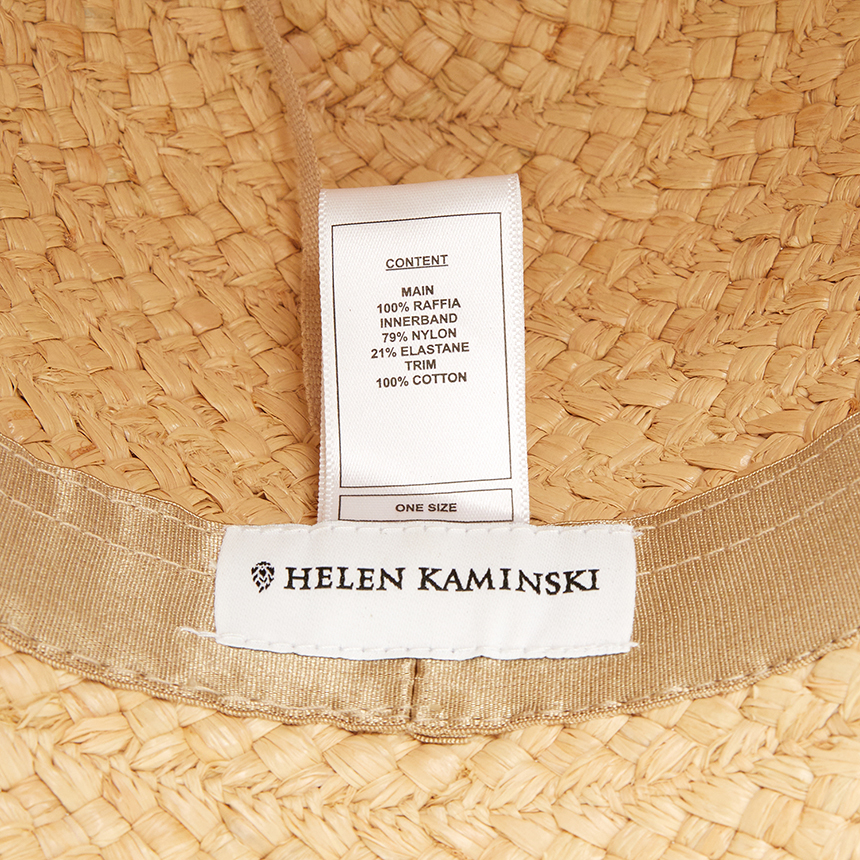 CONTENT
MAIN
100% RAFFIA
INNERBAND
79% NYLON
21% ELASTANE
TRIM
100% COTTON
ONE SIZE
HELEN KAMINSKI